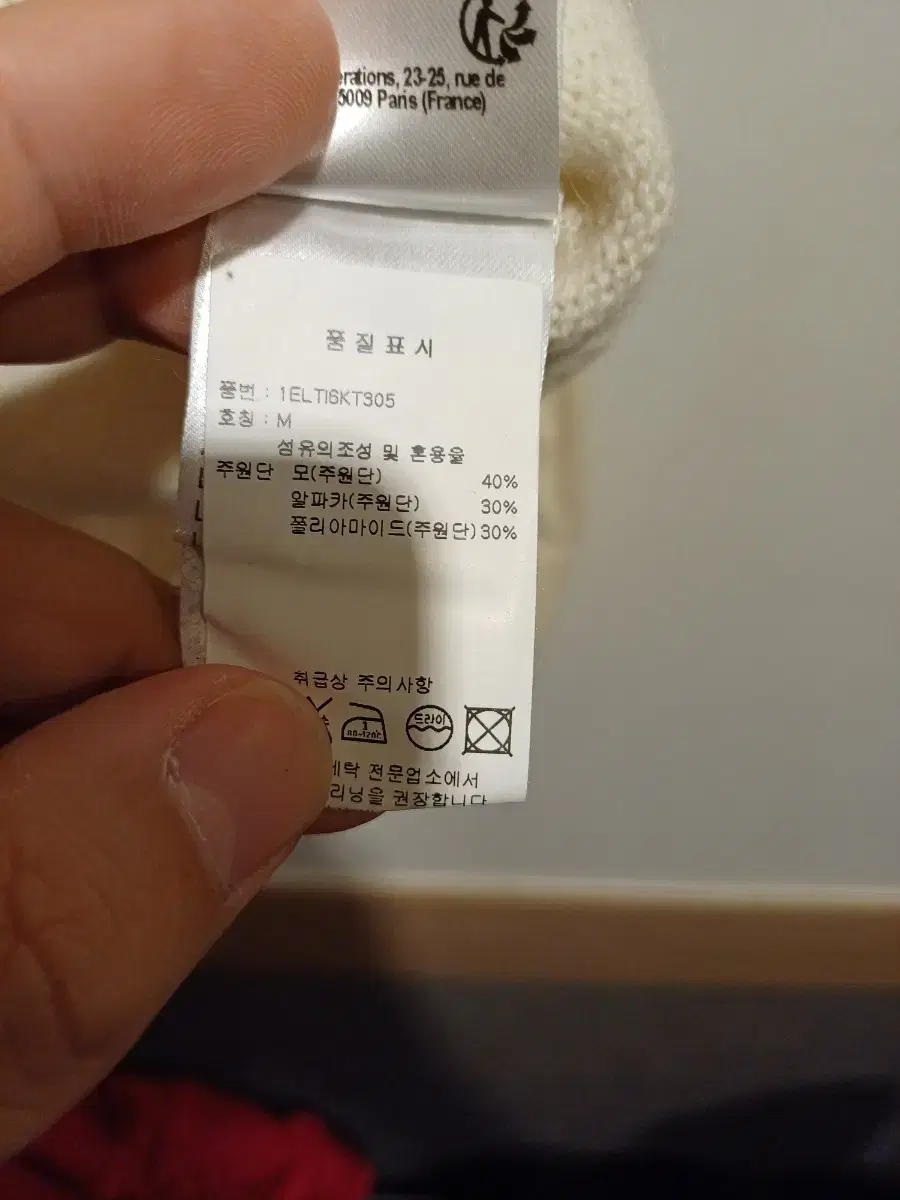 erations, 23-25, rue de
5009 Paris (France)
품질표시
품번 : 1ELTI6KT305
호칭 : M
섬유의조성 및 혼용율
주원단 모(주원단) 40%
알파카(주원단) 30%
폴리아마이드(주원단) 30%
취급상 주의사항
80-120℃
드라이
세탁 전문업소에서
리닝을 권장합니다